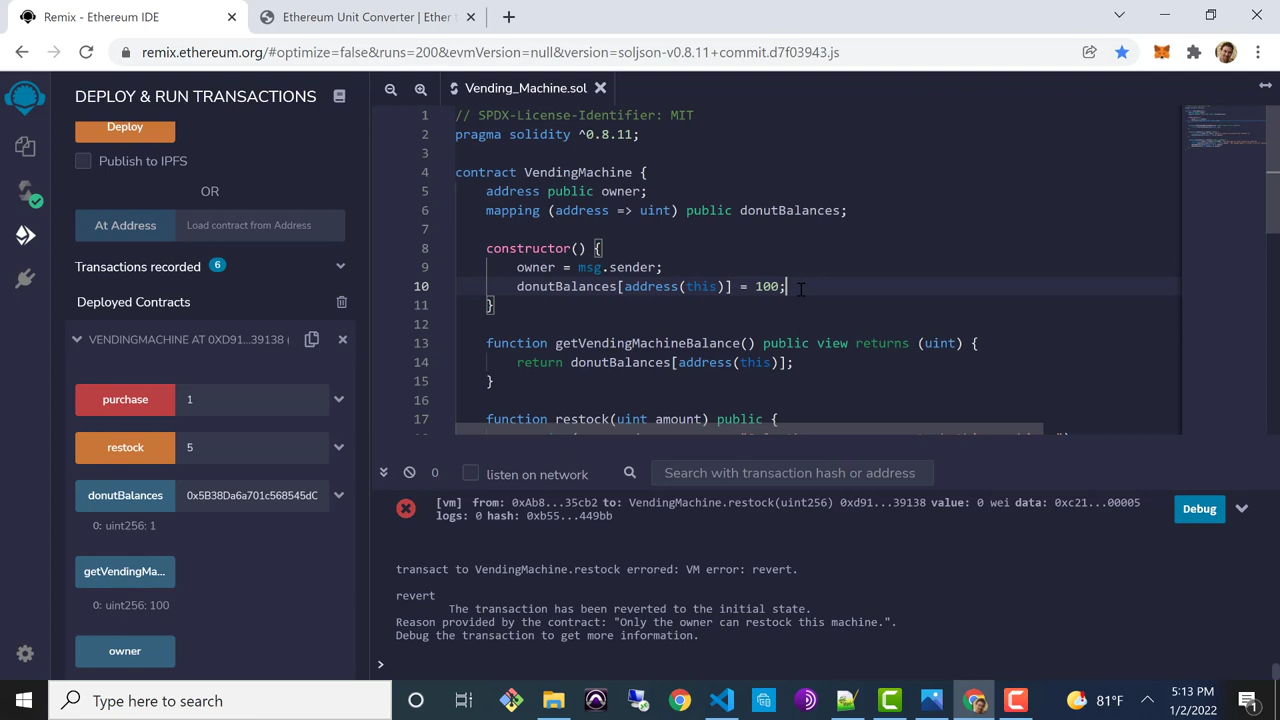 Remix - Ethereum IDE
Ethereum Unit Converter | Ether t
remix.ethereum.org/#optimize=false&runs=200&evmVersion=null&version=soljson-v0.8.11+commit.d7f03943.js
DEPLOY & RUN TRANSACTIONS
Deploy
Publish to IPFS
OR
At Address
Load contract from Address
Transactions recorded 6
Deployed Contracts
VENDINGMACHINE AT 0XD91...39138 (
purchase 1
restock 5
donutBalances 0x5B38Da6a701c568545dC
0: uint256: 1
getVendingMa...
0: uint256: 100
owner
Vending_Machine.sol
1 // SPDX-License-Identifier: MIT
2 pragma solidity ^0.8.11;
3
4 contract VendingMachine {
5 address public owner;
6 mapping (address => uint) public donutBalances;
7
8 constructor() {
9 owner = msg.sender;
10 donutBalances[address(this)] = 100;
11 }
12
13 function getVendingMachineBalance() public view returns (uint) {
14 return donutBalances[address(this)];
15 }
16
17 function restock(uint amount) public {
0
listen on network
Search with transaction hash or address
[vm] from: 0xAb8...35cb2 to: VendingMachine.restock(uint256) 0xd91...39138 value: 0 wei data: 0xc21...00005
logs: 0 hash: 0xb55...449bb
Debug
transact to VendingMachine.restock errored: VM error: revert.
revert
The transaction has been reverted to the initial state.
Reason provided by the contract: "Only the owner can restock this machine.".
Debug the transaction to get more information.
>
Type here to search
81°F
5:13 PM
1/2/2022
1